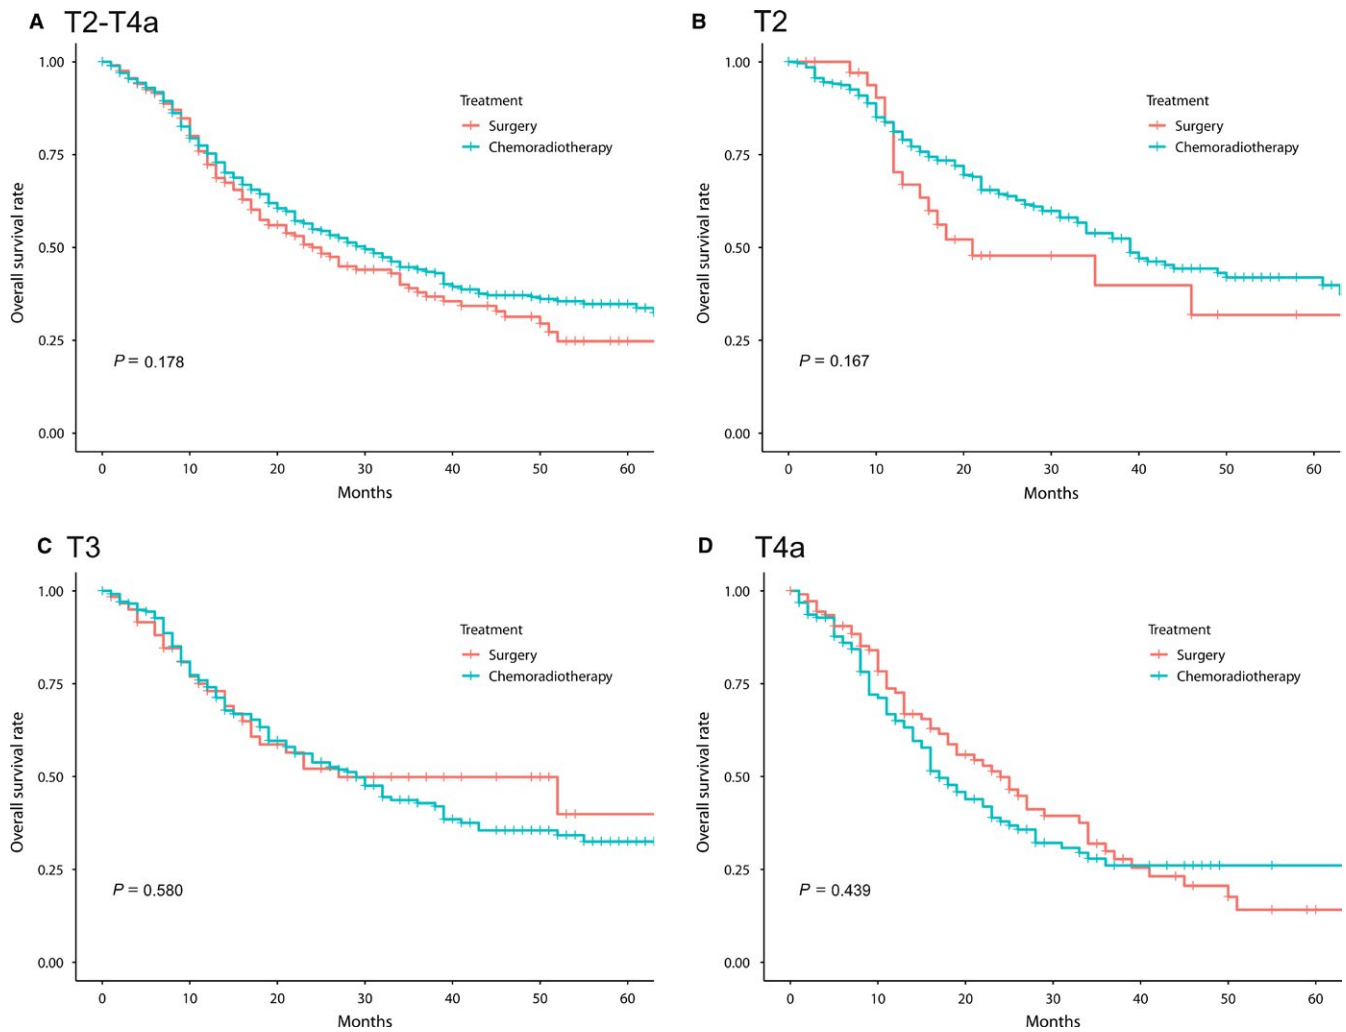 A T2-T4a
Overall survival rate
1.00
0.75
0.50
0.25
0.00
Treatment
Surgery
Chemoradiotherapy
P = 0.178
0 10 20 30 40 50 60
Months
B T2
Overall survival rate
1.00
0.75
0.50
0.25
0.00
Treatment
Surgery
Chemoradiotherapy
P = 0.167
0 10 20 30 40 50 60
Months
C T3
Overall survival rate
1.00
0.75
0.50
0.25
0.00
Treatment
Surgery
Chemoradiotherapy
P = 0.580
0 10 20 30 40 50 60
Months
D T4a
Overall survival rate
1.00
0.75
0.50
0.25
0.00
Treatment
Surgery
Chemoradiotherapy
P = 0.439
0 10 20 30 40 50 60
Months